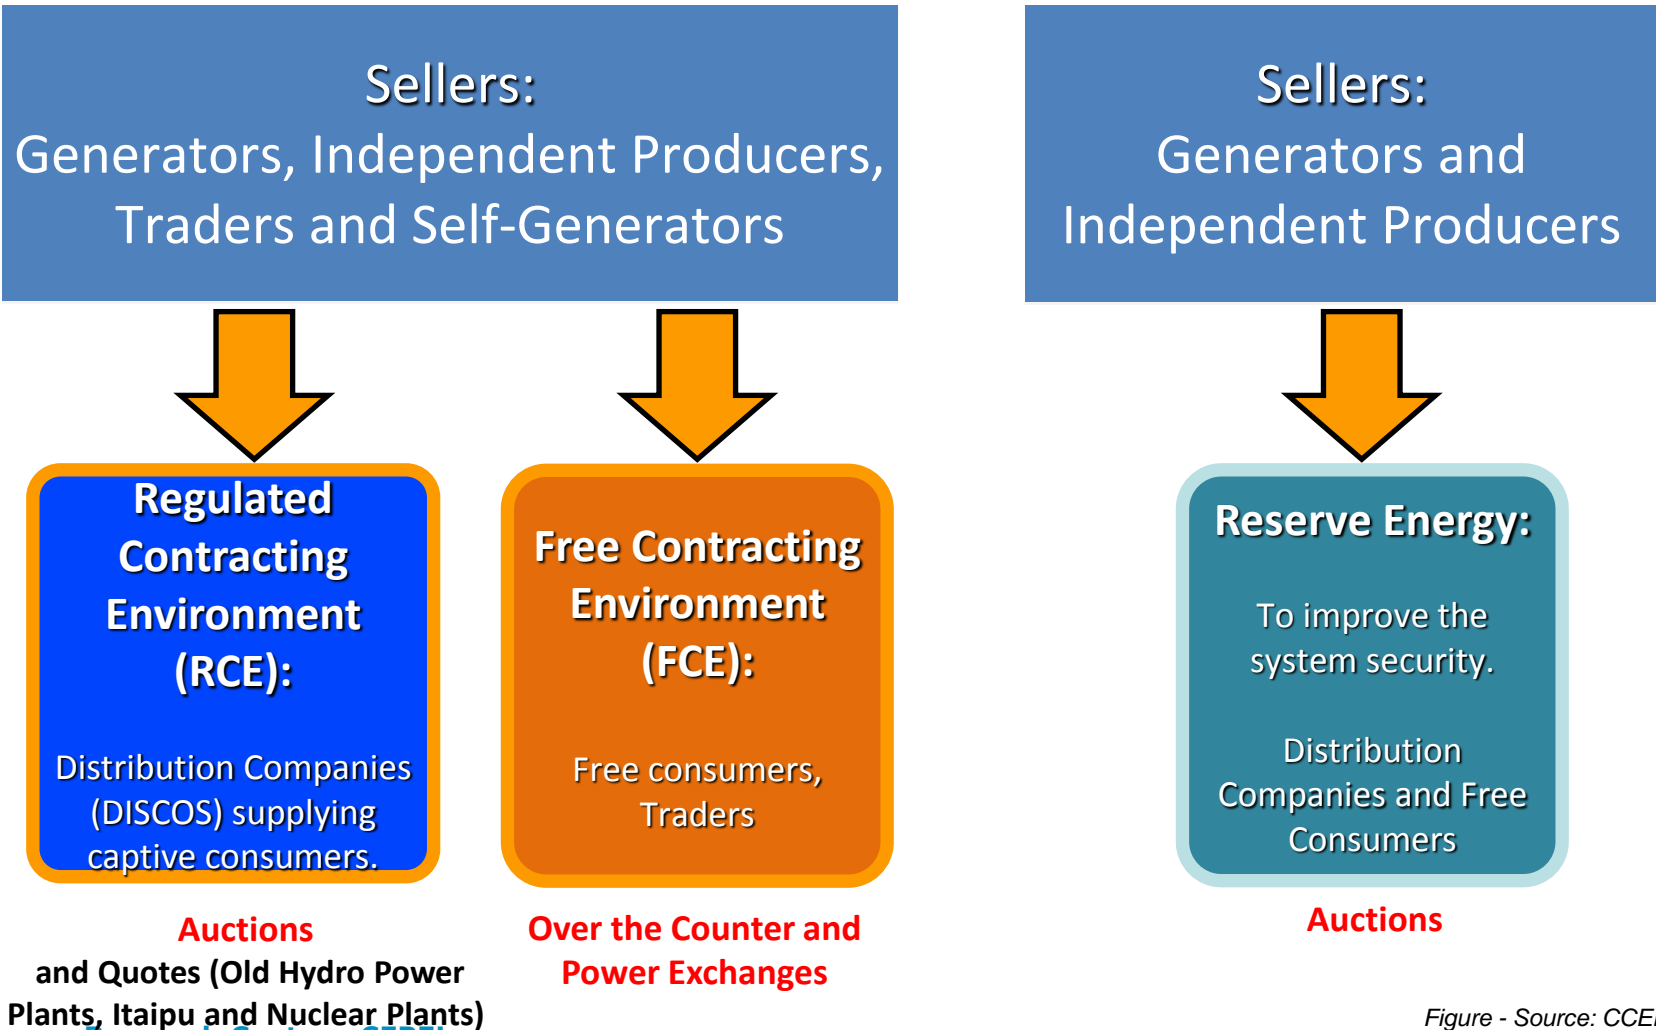 Sellers:
Generators, Independent Producers,
Traders and Self-Generators
Sellers:
Generators and
Independent Producers
Regulated
Contracting
Environment
(RCE):
Distribution Companies
(DISCOS) supplying
captive consumers.
Free Contracting
Environment
(FCE):
Free consumers,
Traders
Reserve Energy:
To improve the
system security.
Distribution
Companies and Free
Consumers
Auctions
and Quotes (Old Hydro Power
Plants, Itaipu and Nuclear Plants)
Over the Counter and
Power Exchanges
Auctions
Figure - Source: